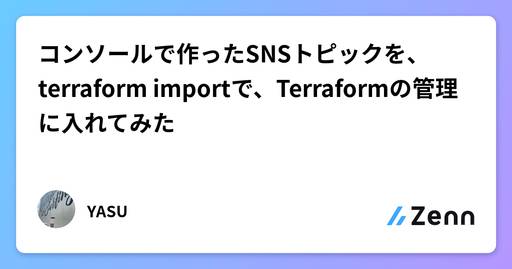 コンソールで作ったSNSトピックを、
terraform importで、Terraformの管理
に入れてみた
YASU
Zenn